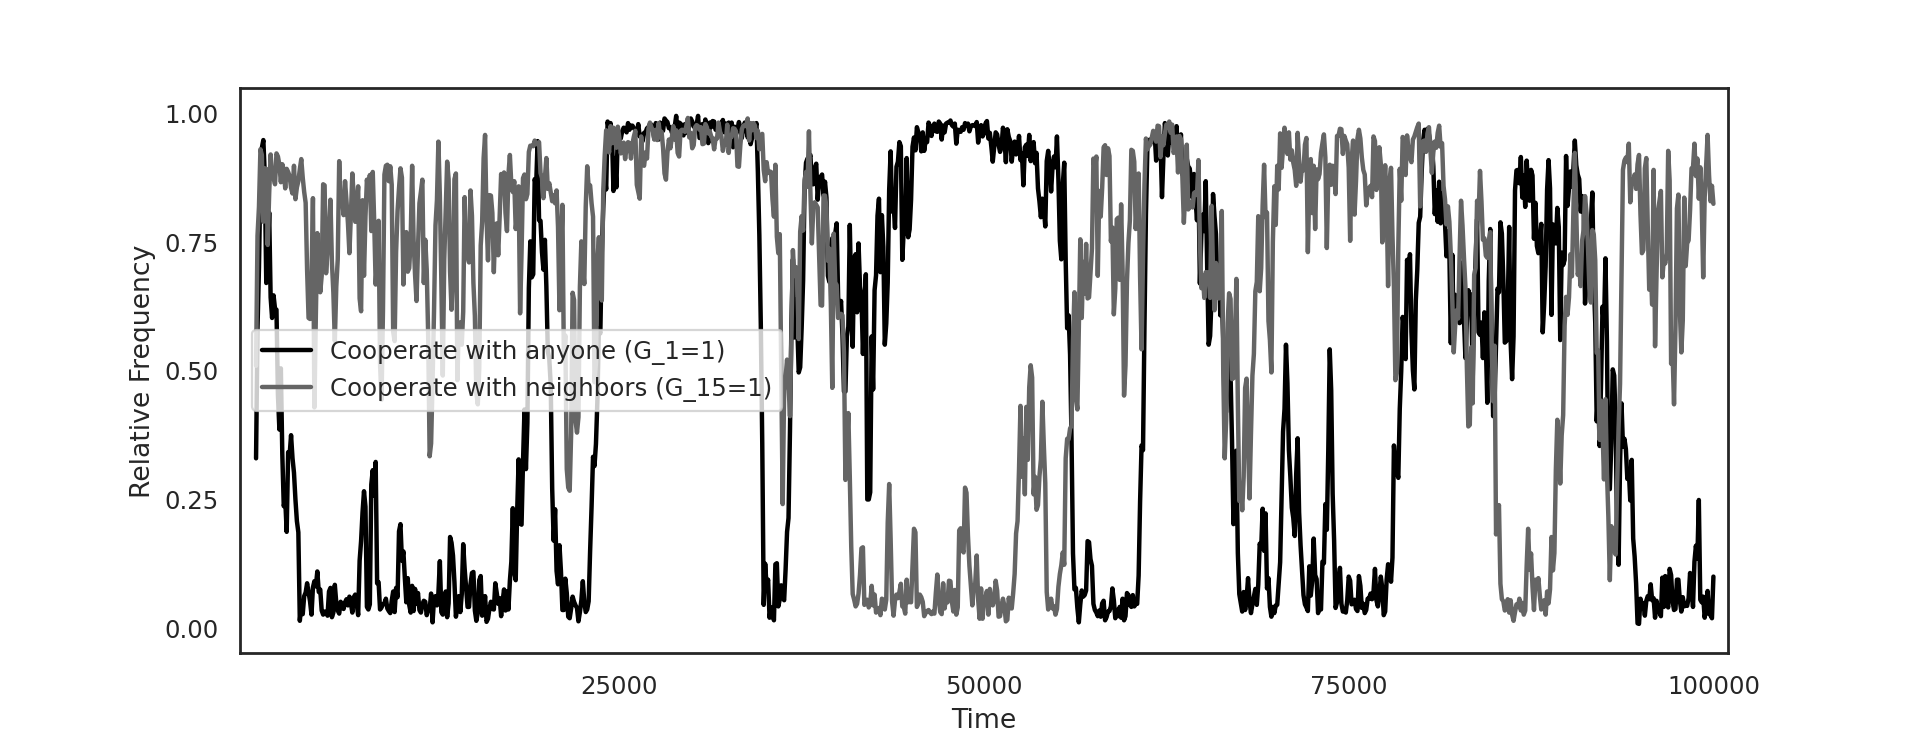 1.00
0.75
0.50
0.25
0.00
Relative Frequency
Cooperate with anyone (G_1=1)
Cooperate with neighbors (G_15=1)
25000 50000 75000 100000
Time